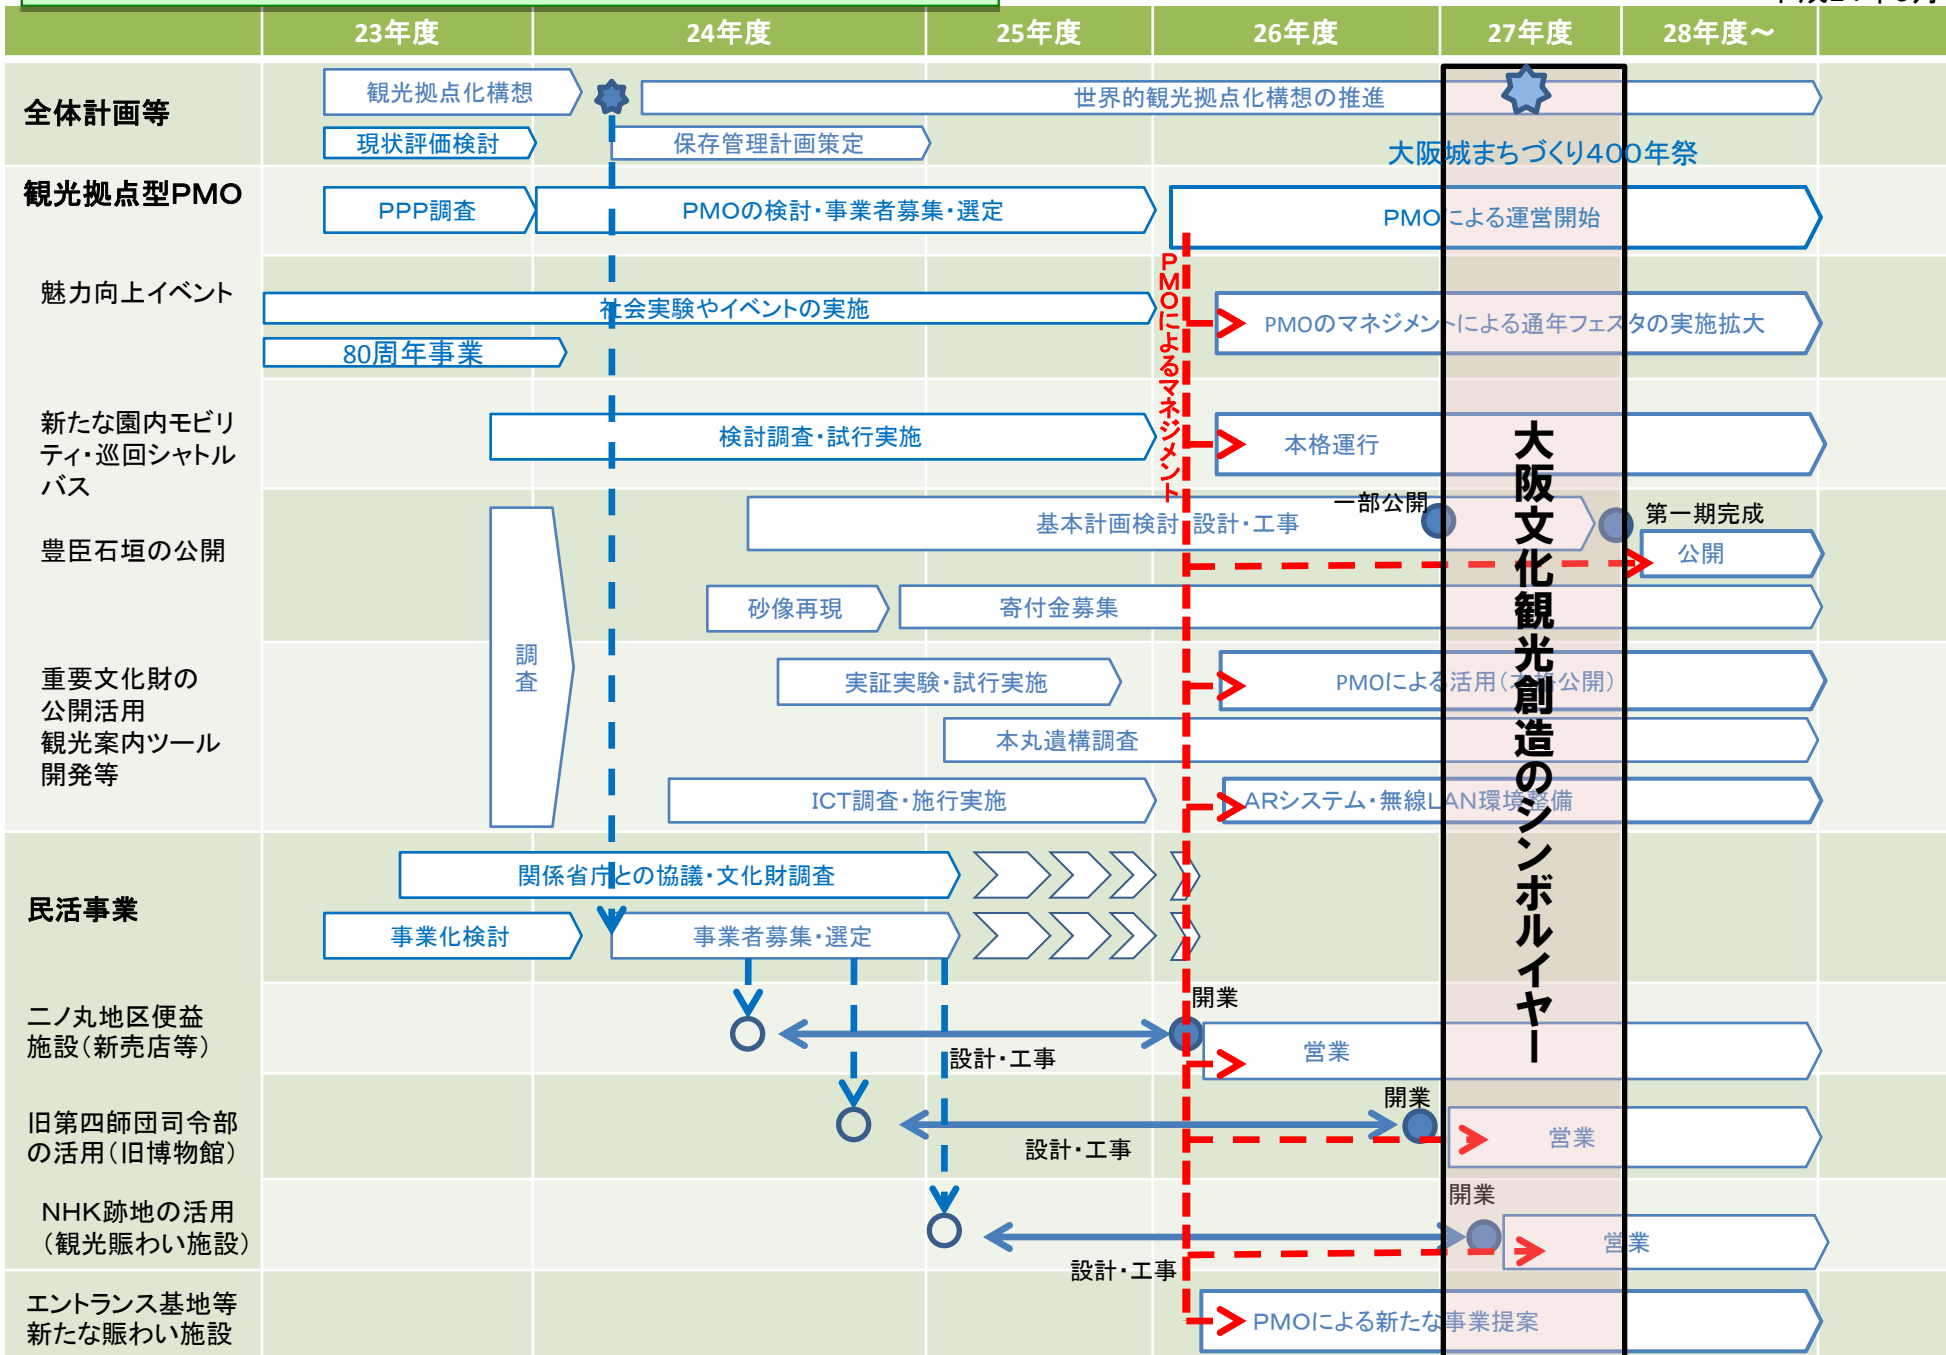 23年度
24年度
25年度
26年度
27年度
28年度～
全体計画等
観光拠点化構想
世界的観光拠点化構想の推進
現状評価検討
保存管理計画策定
大阪城まちづくり400年祭
観光拠点型PMO
PPP調査
PMOの検討・事業者募集・選定
PMOによる運営開始
PMOによるマネジメント
魅力向上イベント
社会実験やイベントの実施
PMOのマネジメントによる通年フェスタの実施拡大
80周年事業
新たな園内モビリ
ティ・巡回シャトル
バス
検討調査・試行実施
本格運行
大阪文化観光創造のシンボルイヤー
豊臣石垣の公開
調査
基本計画検討・設計・工事
一部公開
第一期完成
公開
砂像再現
寄付金募集
重要文化財の
公開活用
観光案内ツール
開発等
実証実験・試行実施
PMOによる活用（本格公開）
本丸遺構調査
ICT調査・施行実施
ARシステム・無線LAN環境整備
民活事業
関係省庁との協議・文化財調査
事業化検討
事業者募集・選定
二ノ丸地区便益
施設（新売店等）
設計・工事
開業
営業
旧第四師団司令部
の活用（旧博物館）
設計・工事
開業
営業
NHK跡地の活用
（観光賑わい施設）
設計・工事
開業
営業
エントランス基地等
新たな賑わい施設
PMOによる新たな事業提案